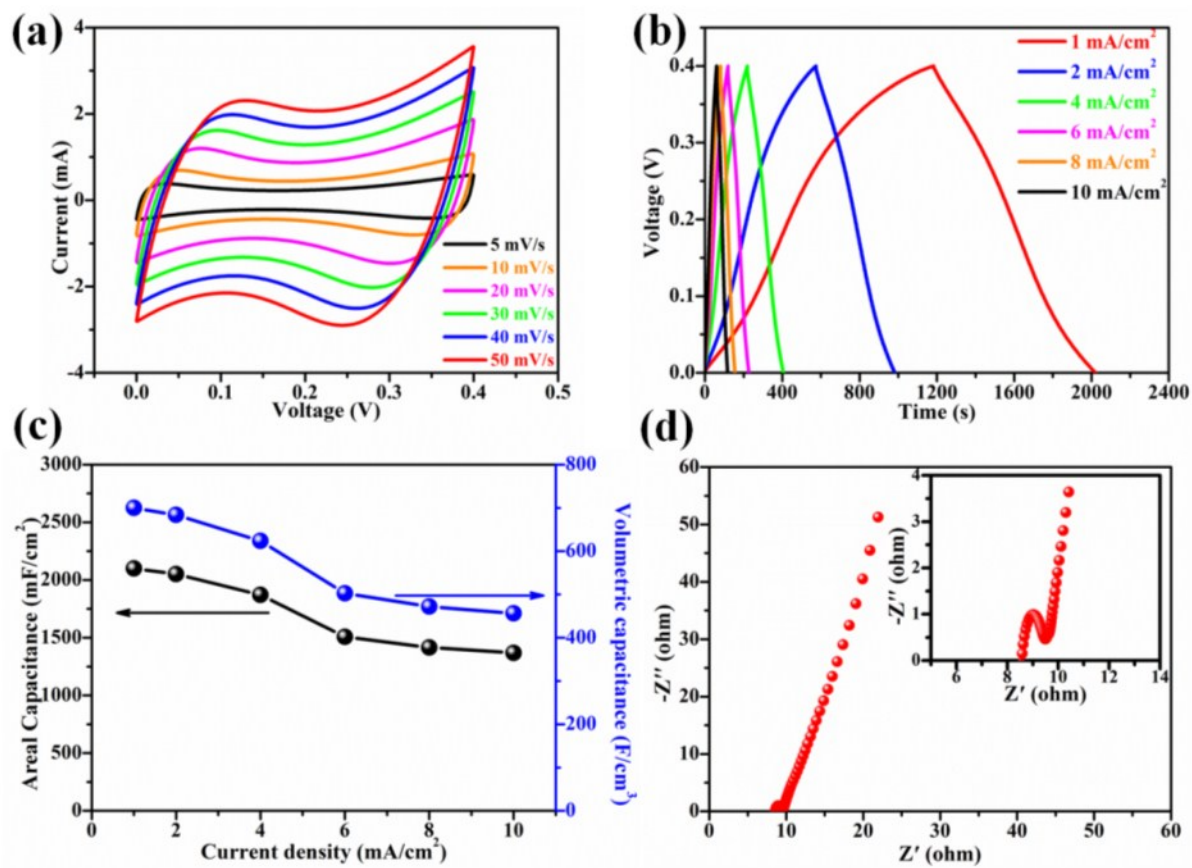 (a)
4
2
0
-2
-4
Current (mA)
5 mV/s
10 mV/s
20 mV/s
30 mV/s
40 mV/s
50 mV/s
0.0 0.1 0.2 0.3 0.4 0.5
Voltage (V)
(b)
0.4
0.3
0.2
0.1
0.0
Voltage (V)
1 mA/cm²
2 mA/cm²
4 mA/cm²
6 mA/cm²
8 mA/cm²
10 mA/cm²
0 400 800 1200 1600 2000 2400
Time (s)
(c)
3000
2500
2000
1500
1000
500
0
Areal Capacitance (mF/cm²)
800
600
400
200
0
Volumetric capacitance (F/cm³)
0 2 4 6 8 10
Current density (mA/cm²)
(d)
60
50
40
30
20
10
0
-Z″ (ohm)
4
3
2
1
0
-Z″ (ohm)
6 8 10 12 14
Z′ (ohm)
0 10 20 30 40 50 60
Z′ (ohm)